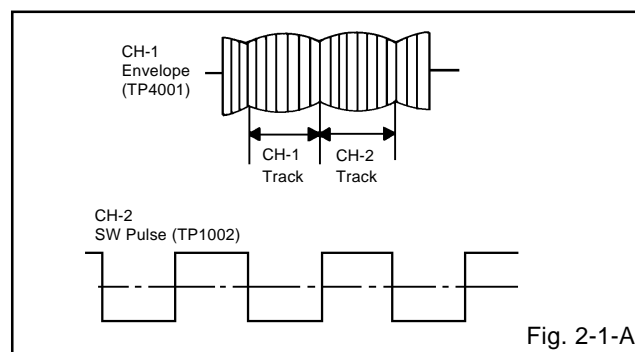 CH-1
Envelope
(TP4001)
CH-1
Track
CH-2
Track
CH-2
SW Pulse (TP1002)
Fig. 2-1-A